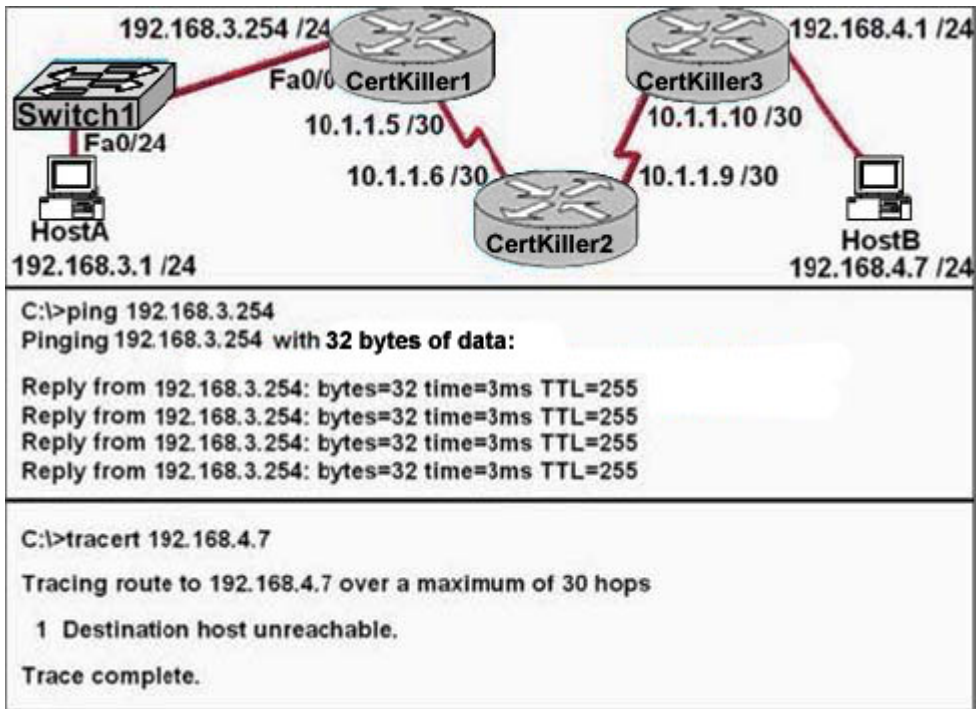 192.168.3.254 /24
192.168.4.1 /24
Fa0/0
CertKiller1
CertKiller3
Switch1
10.1.1.5 /30
10.1.1.10 /30
Fa0/24
10.1.1.6 /30
10.1.1.9 /30
HostA
CertKiller2
HostB
192.168.3.1 /24
192.168.4.7 /24
C:\>ping 192.168.3.254
Pinging 192.168.3.254 with 32 bytes of data:
Reply from 192.168.3.254: bytes=32 time=3ms TTL=255
Reply from 192.168.3.254: bytes=32 time=3ms TTL=255
Reply from 192.168.3.254: bytes=32 time=3ms TTL=255
Reply from 192.168.3.254: bytes=32 time=3ms TTL=255
C:\>tracert 192.168.4.7
Tracing route to 192.168.4.7 over a maximum of 30 hops
1 Destination host unreachable.
Trace complete.